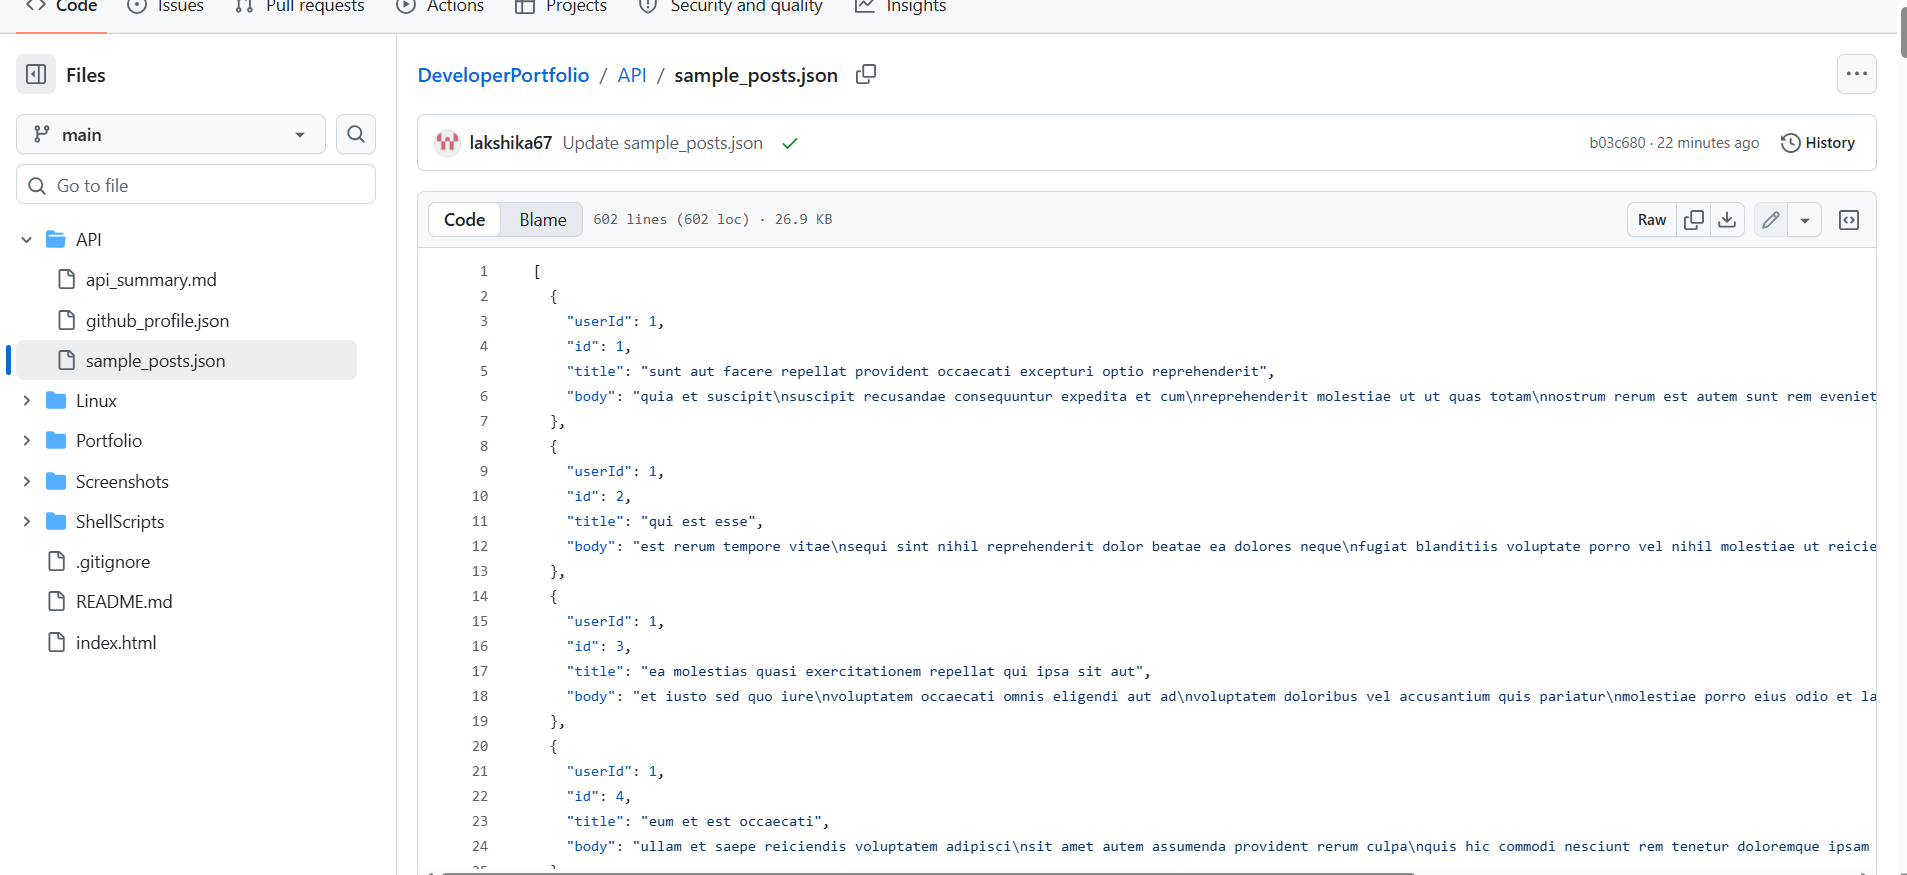 Code Issues Pull requests Actions Projects Security and quality Insights
Files
main
Go to file
API
api_summary.md
github_profile.json
sample_posts.json
Linux
Portfolio
Screenshots
ShellScripts
.gitignore
README.md
index.html
DeveloperPortfolio / API / sample_posts.json
lakshika67 Update sample_posts.json
b03c680 · 22 minutes ago History
Code Blame 602 lines (602 loc) · 26.9 KB Raw
1 [
2 {
3 "userId": 1,
4 "id": 1,
5 "title": "sunt aut facere repellat provident occaecati excepturi optio reprehenderit",
6 "body": "quia et suscipit\nsuscipit recusandae consequuntur expedita et cum\nreprehenderit molestiae ut ut quas totam\nnostrum rerum est autem sunt rem eveniet
7 },
8 {
9 "userId": 1,
10 "id": 2,
11 "title": "qui est esse",
12 "body": "est rerum tempore vitae\nsequi sint nihil reprehenderit dolor beatae ea dolores neque\nfugiat blanditiis voluptate porro vel nihil molestiae ut reicie
13 },
14 {
15 "userId": 1,
16 "id": 3,
17 "title": "ea molestias quasi exercitationem repellat qui ipsa sit aut",
18 "body": "et iusto sed quo iure\nvoluptatem occaecati omnis eligendi aut ad\nvoluptatem doloribus vel accusantium quis pariatur\nmolestiae porro eius odio et la
19 },
20 {
21 "userId": 1,
22 "id": 4,
23 "title": "eum et est occaecati",
24 "body": "ullam et saepe reiciendis voluptatem adipisci\nsit amet autem assumenda provident rerum culpa\nquis hic commodi nesciunt rem tenetur doloremque ipsam